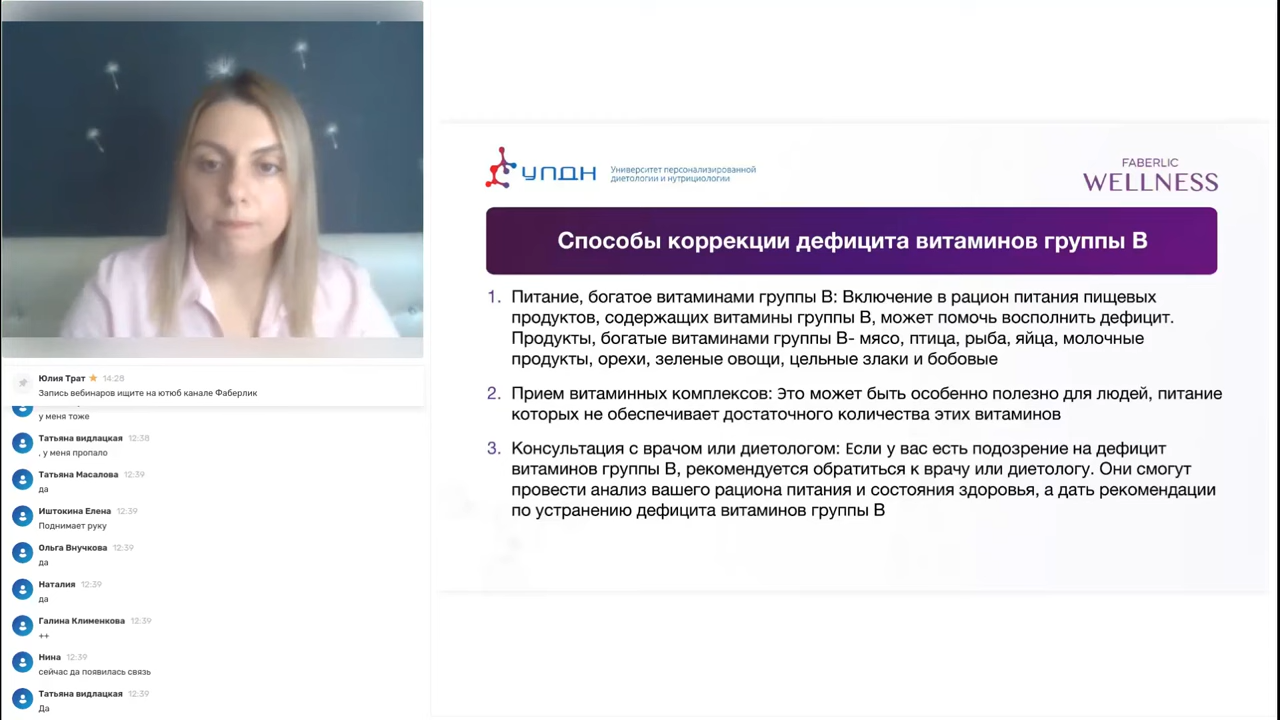 Юлия Трат 14:28
Запись вебинаров ищите на ютюб канале Фаберлик
у меня тоже
Татьяна видлацкая 12:38
, у меня пропало
Татьяна Масалова 12:39
да
Иштокина Елена 12:39
Поднимает руку
Ольга Внучкова 12:39
да
Наталия 12:39
да
Галина Клименкова 12:39
++
Нина 12:39
сейчас да появилась связь
Татьяна видлацкая 12:39
Да
УПДН
Университет персонализированной
диетологии и нутрициологии
FABERLIC
WELLNESS
Способы коррекции дефицита витаминов группы В
1. Питание, богатое витаминами группы В: Включение в рацион питания пищевых
продуктов, содержащих витамины группы В, может помочь восполнить дефицит.
Продукты, богатые витаминами группы В- мясо, птица, рыба, яйца, молочные
продукты, орехи, зеленые овощи, цельные злаки и бобовые
2. Прием витаминных комплексов: Это может быть особенно полезно для людей, питание
которых не обеспечивает достаточного количества этих витаминов
3. Консультация с врачом или диетологом: Если у вас есть подозрение на дефицит
витаминов группы В, рекомендуется обратиться к врачу или диетологу. Они смогут
провести анализ вашего рациона питания и состояния здоровья, а дать рекомендации
по устранению дефицита витаминов группы В